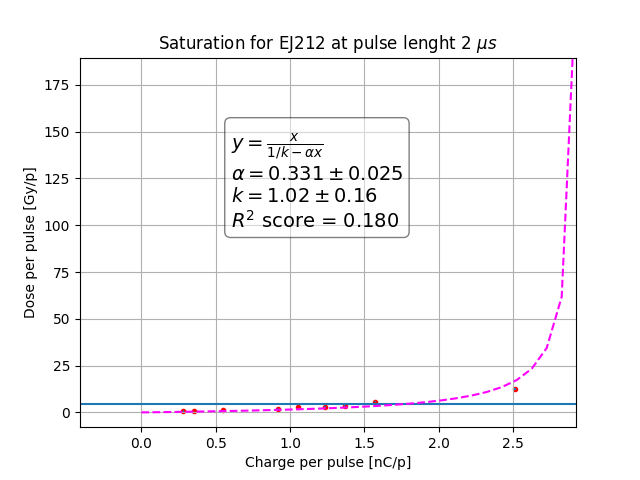 Saturation for EJ212 at pulse lenght 2 μs
Dose per pulse [Gy/p]
175
150
125
100
75
50
25
0
y = x / (1/k − αx)
α = 0.331 ± 0.025
k = 1.02 ± 0.16
R² score = 0.180
0.0 0.5 1.0 1.5 2.0 2.5
Charge per pulse [nC/p]